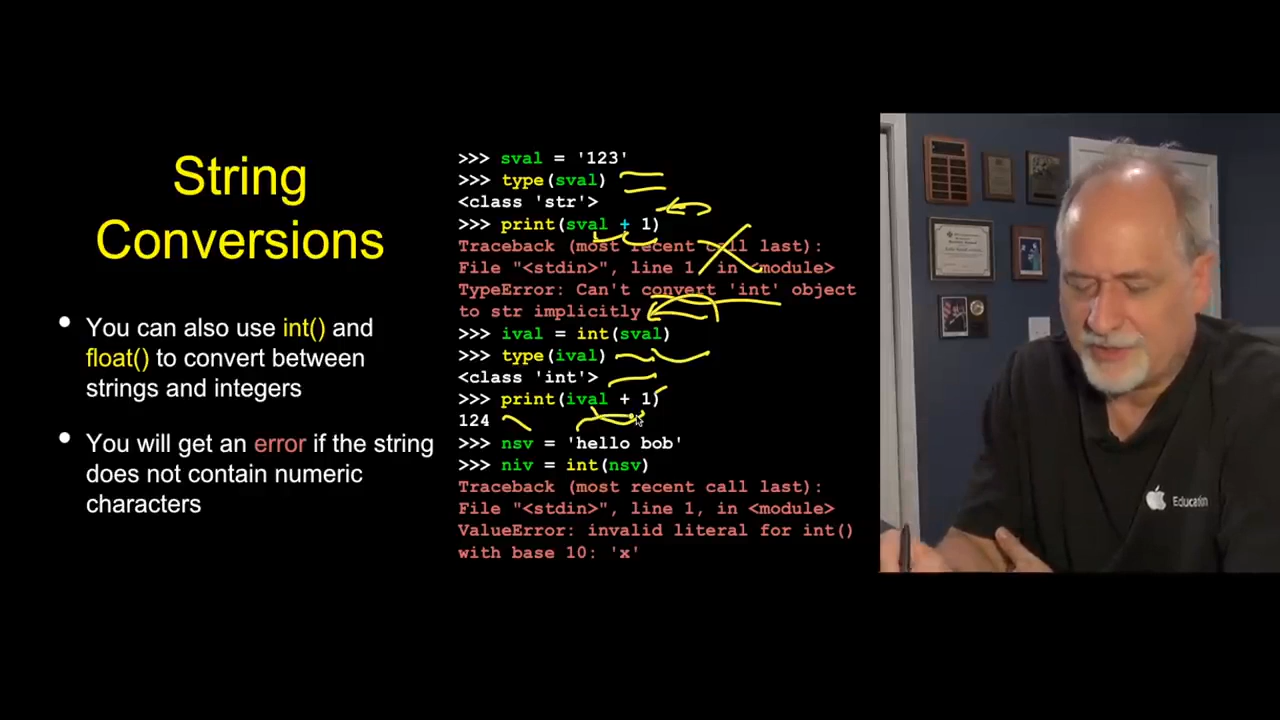 String
Conversions
• You can also use int() and
float() to convert between
strings and integers
• You will get an error if the string
does not contain numeric
characters
>>> sval = '123'
>>> type(sval)
<class 'str'>
>>> print(sval + 1)
Traceback (most recent call last):
File "<stdin>", line 1, in <module>
TypeError: Can't convert 'int' object
to str implicitly
>>> ival = int(sval)
>>> type(ival)
<class 'int'>
>>> print(ival + 1)
124
>>> nsv = 'hello bob'
>>> niv = int(nsv)
Traceback (most recent call last):
File "<stdin>", line 1, in <module>
ValueError: invalid literal for int()
with base 10: 'x'
Education